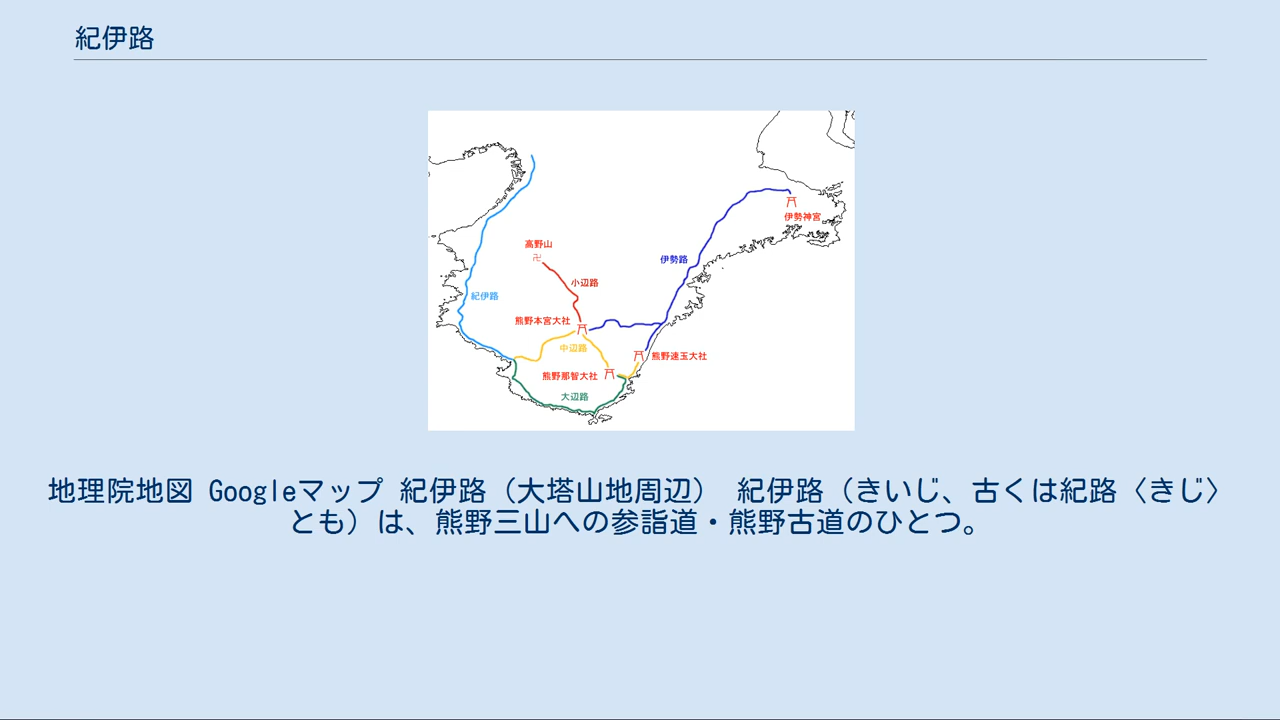 紀伊路
伊勢神宮
高野山
卍
伊勢路
小辺路
紀伊路
熊野本宮大社
中辺路
熊野速玉大社
熊野那智大社
大辺路
地理院地図 Googleマップ 紀伊路（大塔山地周辺） 紀伊路（きいじ、古くは紀路〈きじ〉
とも）は、熊野三山への参詣道・熊野古道のひとつ。